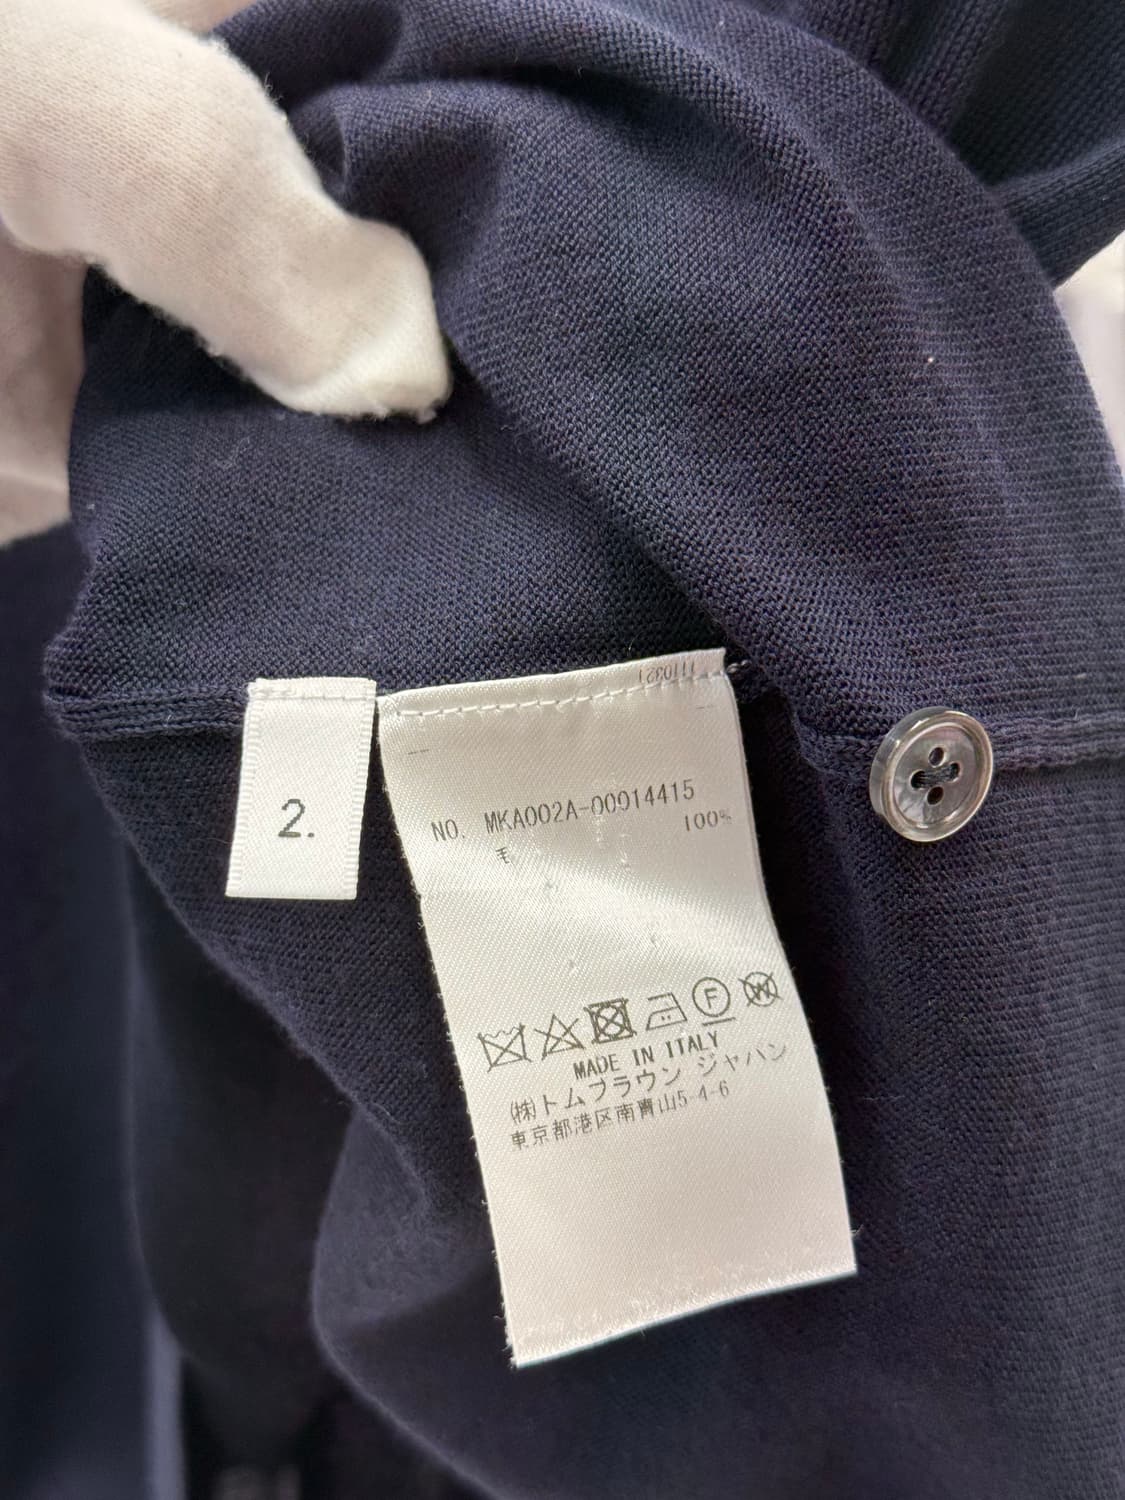 2.
NO. MKA002A-00014415
毛 100%
F W
MADE IN ITALY
㈱トムブラウン ジャパン
東京都港区南青山5-4-6